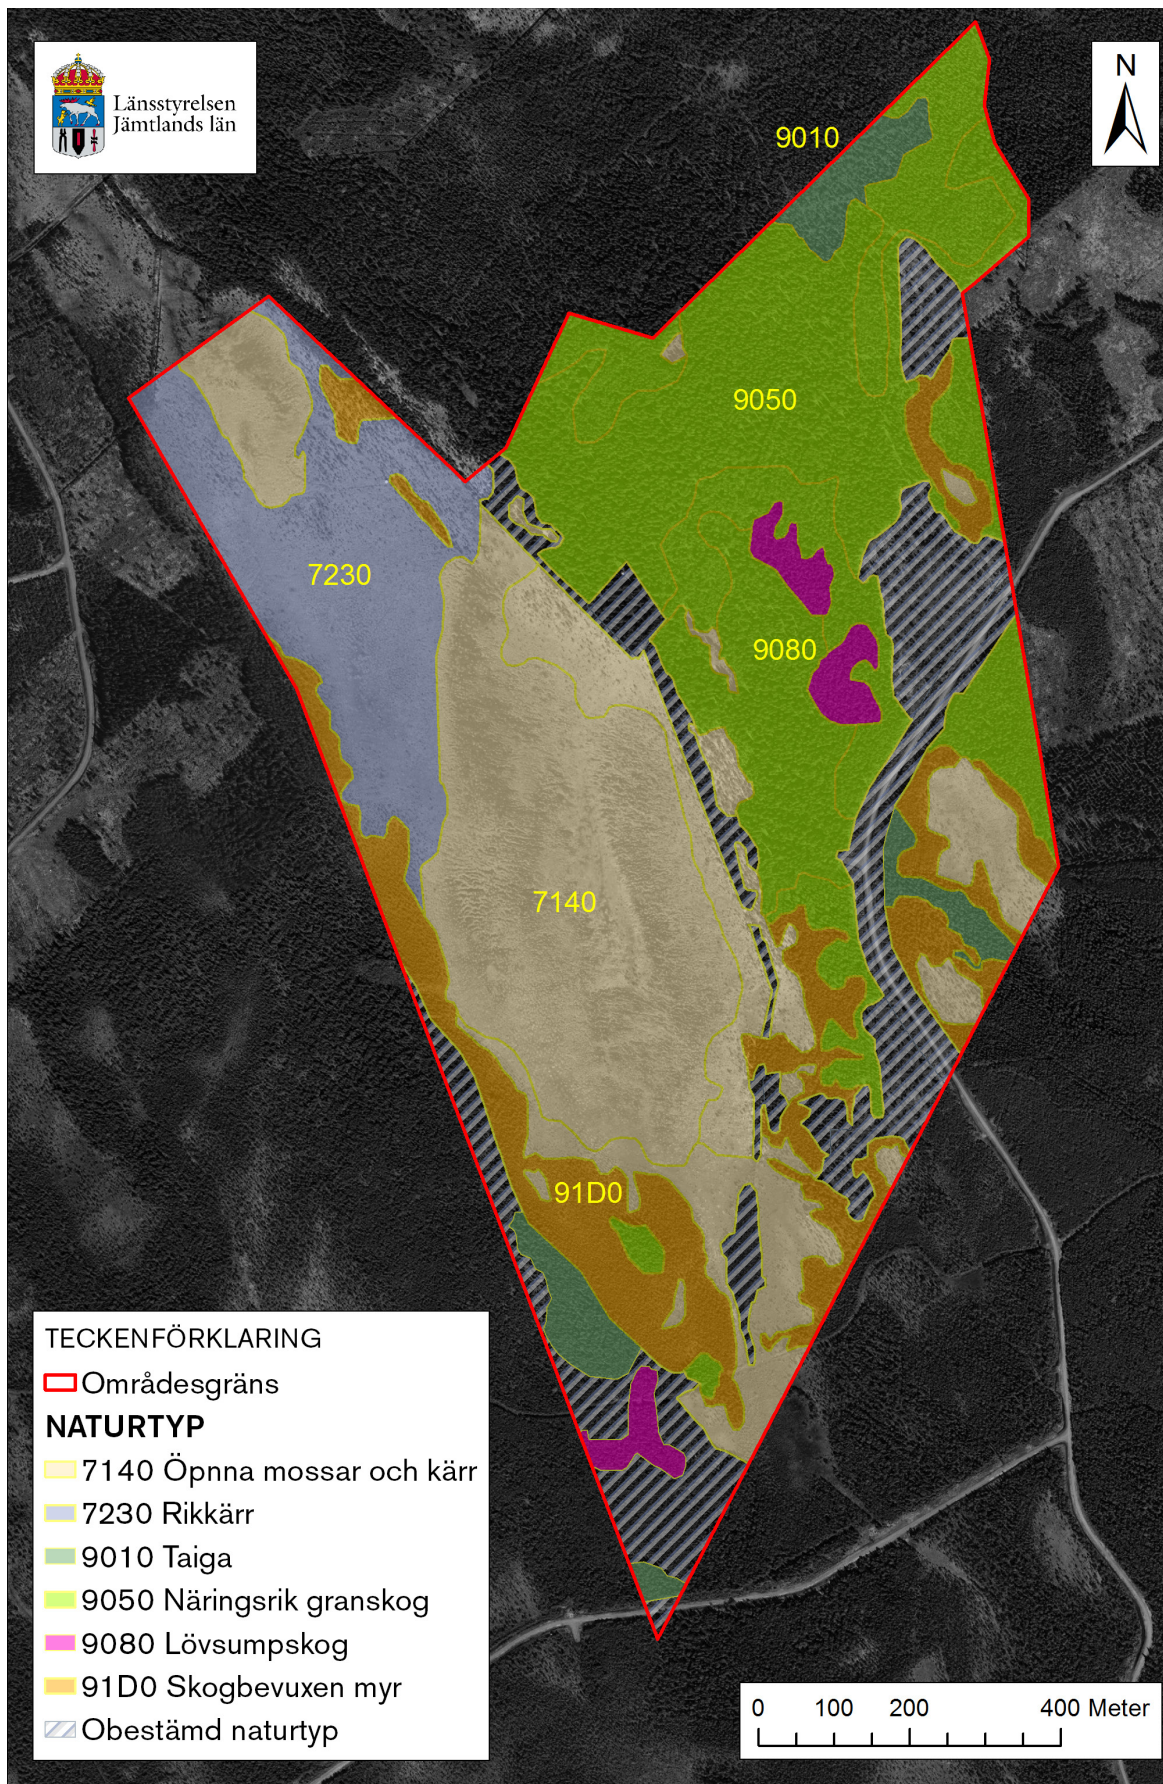 Länsstyrelsen
Jämtlands län
N
9010
9050
7230
9080
7140
91D0
TECKENFÖRKLARING
Områdesgräns
NATURTYP
7140 Öpnna mossar och kärr
7230 Rikkärr
9010 Taiga
9050 Näringsrik granskog
9080 Lövsumpskog
91D0 Skogbevuxen myr
Obestämd naturtyp
0 100 200 400 Meter